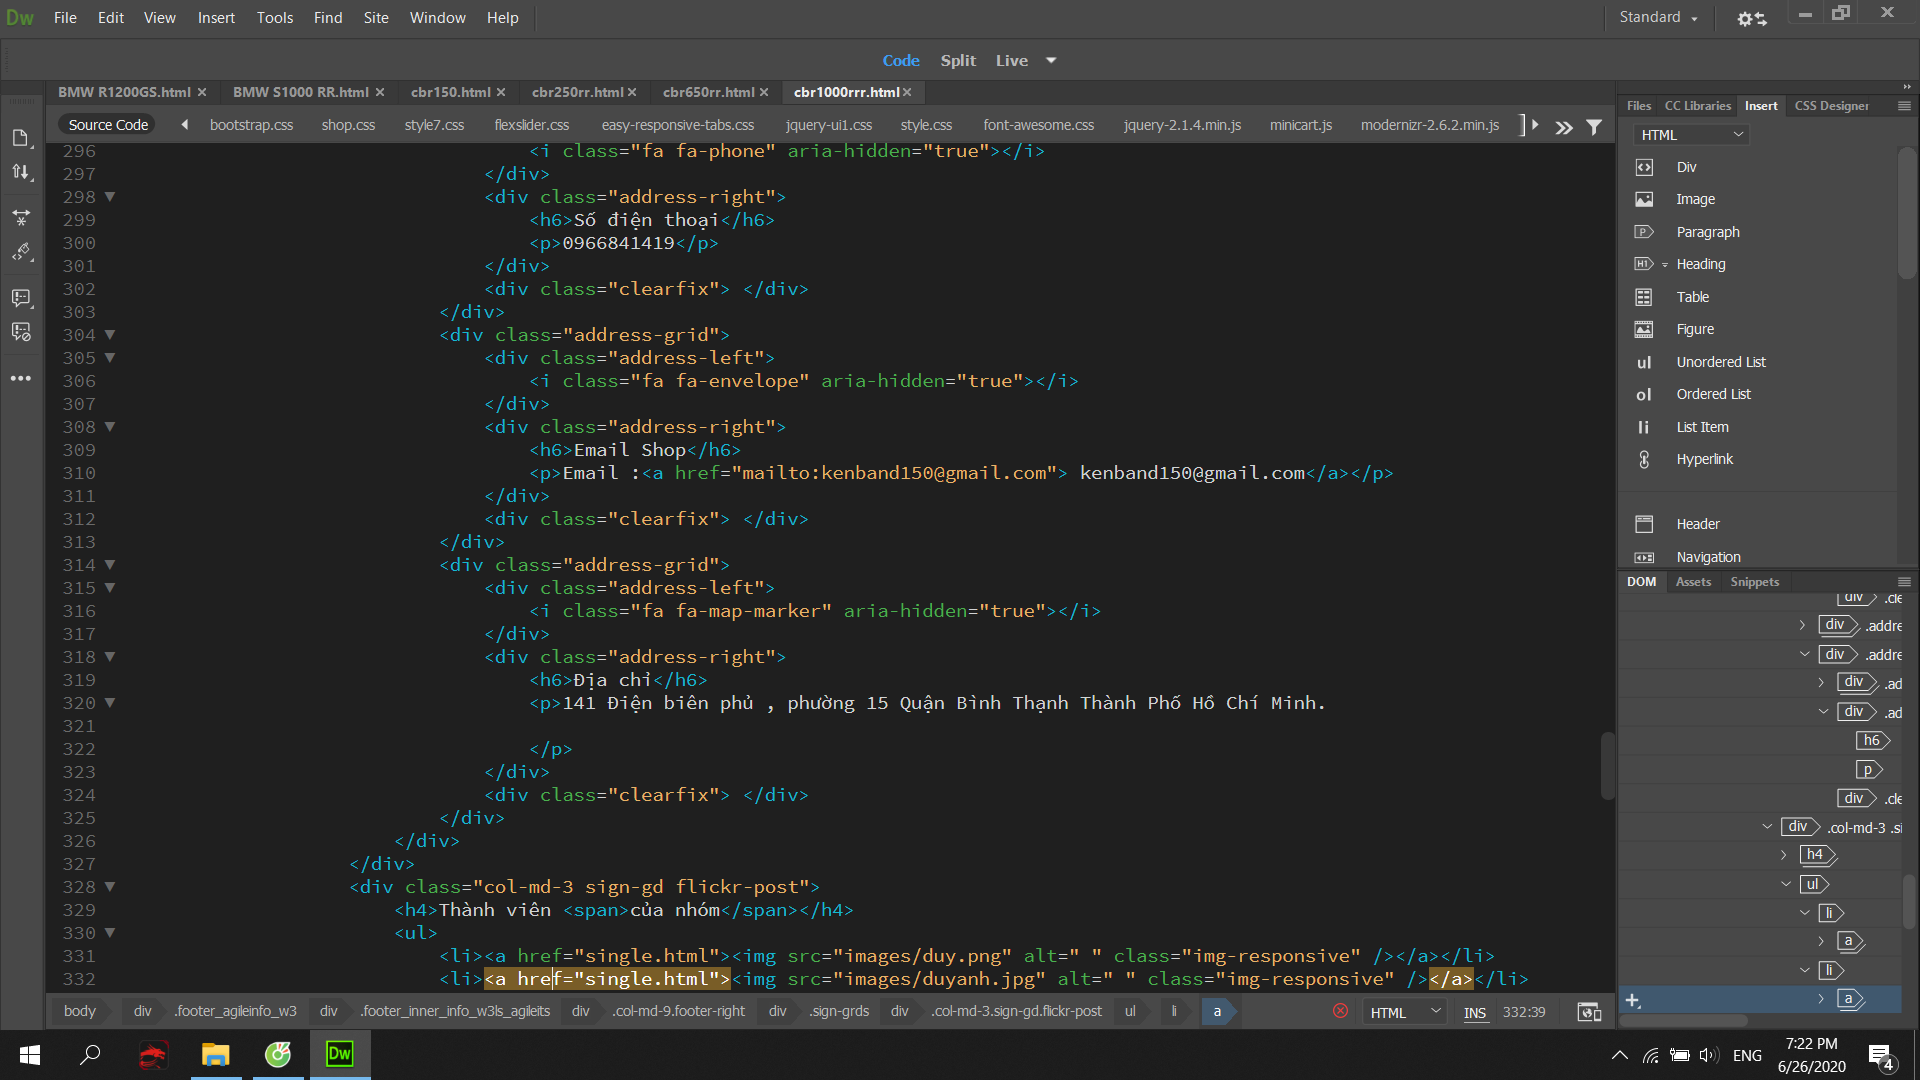 Dw File Edit View Insert Tools Find Site Window Help Standard
Code Split Live
BMW R1200GS.html BMW S1000 RR.html cbr150.html cbr250rr.html cbr650rr.html cbr1000rrr.html
Source Code bootstrap.css shop.css style7.css flexslider.css easy-responsive-tabs.css jquery-ui1.css style.css font-awesome.css jquery-2.1.4.min.js minicart.js modernizr-2.6.2.min.js
296 <i class="fa fa-phone" aria-hidden="true"></i>
297 </div>
298 <div class="address-right">
299 <h6>Số điện thoại</h6>
300 <p>0966841419</p>
301 </div>
302 <div class="clearfix"> </div>
303 </div>
304 <div class="address-grid">
305 <div class="address-left">
306 <i class="fa fa-envelope" aria-hidden="true"></i>
307 </div>
308 <div class="address-right">
309 <h6>Email Shop</h6>
310 <p>Email :<a href="mailto:kenband150@gmail.com"> kenband150@gmail.com</a></p>
311 </div>
312 <div class="clearfix"> </div>
313 </div>
314 <div class="address-grid">
315 <div class="address-left">
316 <i class="fa fa-map-marker" aria-hidden="true"></i>
317 </div>
318 <div class="address-right">
319 <h6>Địa chỉ</h6>
320 <p>141 Điện biên phủ , phường 15 Quận Bình Thạnh Thành Phố Hồ Chí Minh.
321
322 </p>
323 </div>
324 <div class="clearfix"> </div>
325 </div>
326 </div>
327 </div>
328 <div class="col-md-3 sign-gd flickr-post">
329 <h4>Thành viên <span>của nhóm</span></h4>
330 <ul>
331 <li><a href="single.html"><img src="images/duy.png" alt=" " class="img-responsive" /></a></li>
332 <li><a href="single.html"><img src="images/duyanh.jpg" alt=" " class="img-responsive" /></a></li>
body div .footer_agileinfo_w3 div .footer_inner_info_w3ls_agileits div .col-md-9.footer-right div .sign-grds div .col-md-3.sign-gd.flickr-post ul li a HTML INS 332:39
Files CC Libraries Insert CSS Designer
HTML
Div
Image
P Paragraph
H1 Heading
Table
Figure
ul Unordered List
ol Ordered List
li List Item
Hyperlink
Header
Navigation
DOM Assets Snippets
div .cle
div .addre
div .addre
div .ad
div .ad
h6
p
div .cle
div .col-md-3 .si
h4
ul
li
a
li
a
Dw
ENG
7:22 PM
6/26/2020
4